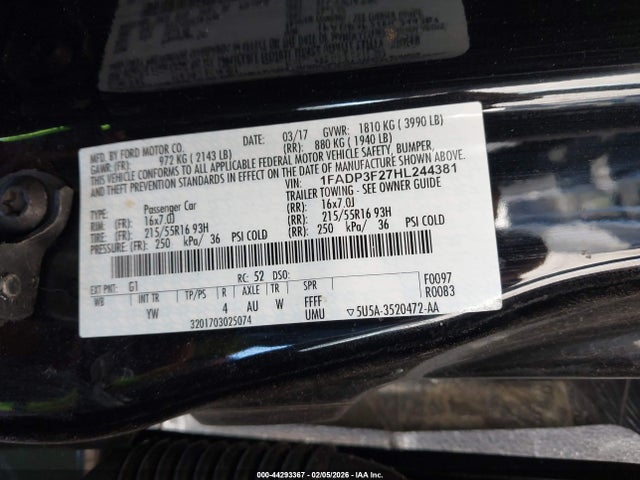 MFD. BY FORD MOTOR CO. DATE: 03/17 GVWR: 1810 KG ( 3990 LB)
GAWR (FR): 972 KG ( 2143 LB) (RR): 880 KG ( 1940 LB)
THIS VEHICLE CONFORMS TO ALL APPLICABLE FEDERAL MOTOR VEHICLE SAFETY, BUMPER,
AND THEFT PREVENTION STANDARDS IN EFFECT ON THE DATE OF MANUFACTURE SHOWN ABOVE.
VIN: 1FADP3F27HL244381
TYPE: Passenger Car TRAILER TOWING - SEE OWNER GUIDE
RIM: (FR): 16x7.0J (RR): 16x7.0J
TIRE: (FR): 215/55R16 93H (RR): 215/55R16 93H
PRESSURE: (FR): 250 kPa/ 36 PSI COLD (RR): 250 kPa/ 36 PSI COLD
EXT PNT: G1 RC: 52 DSO: F0097
WB INT TR TP/PS R AXLE TR SPR R0083
YW 4 AU W FFFF
3201703025074 UMU ▽5U5A-3520472-AA
000-44293367 - 02/05/2026 - IAA Inc.